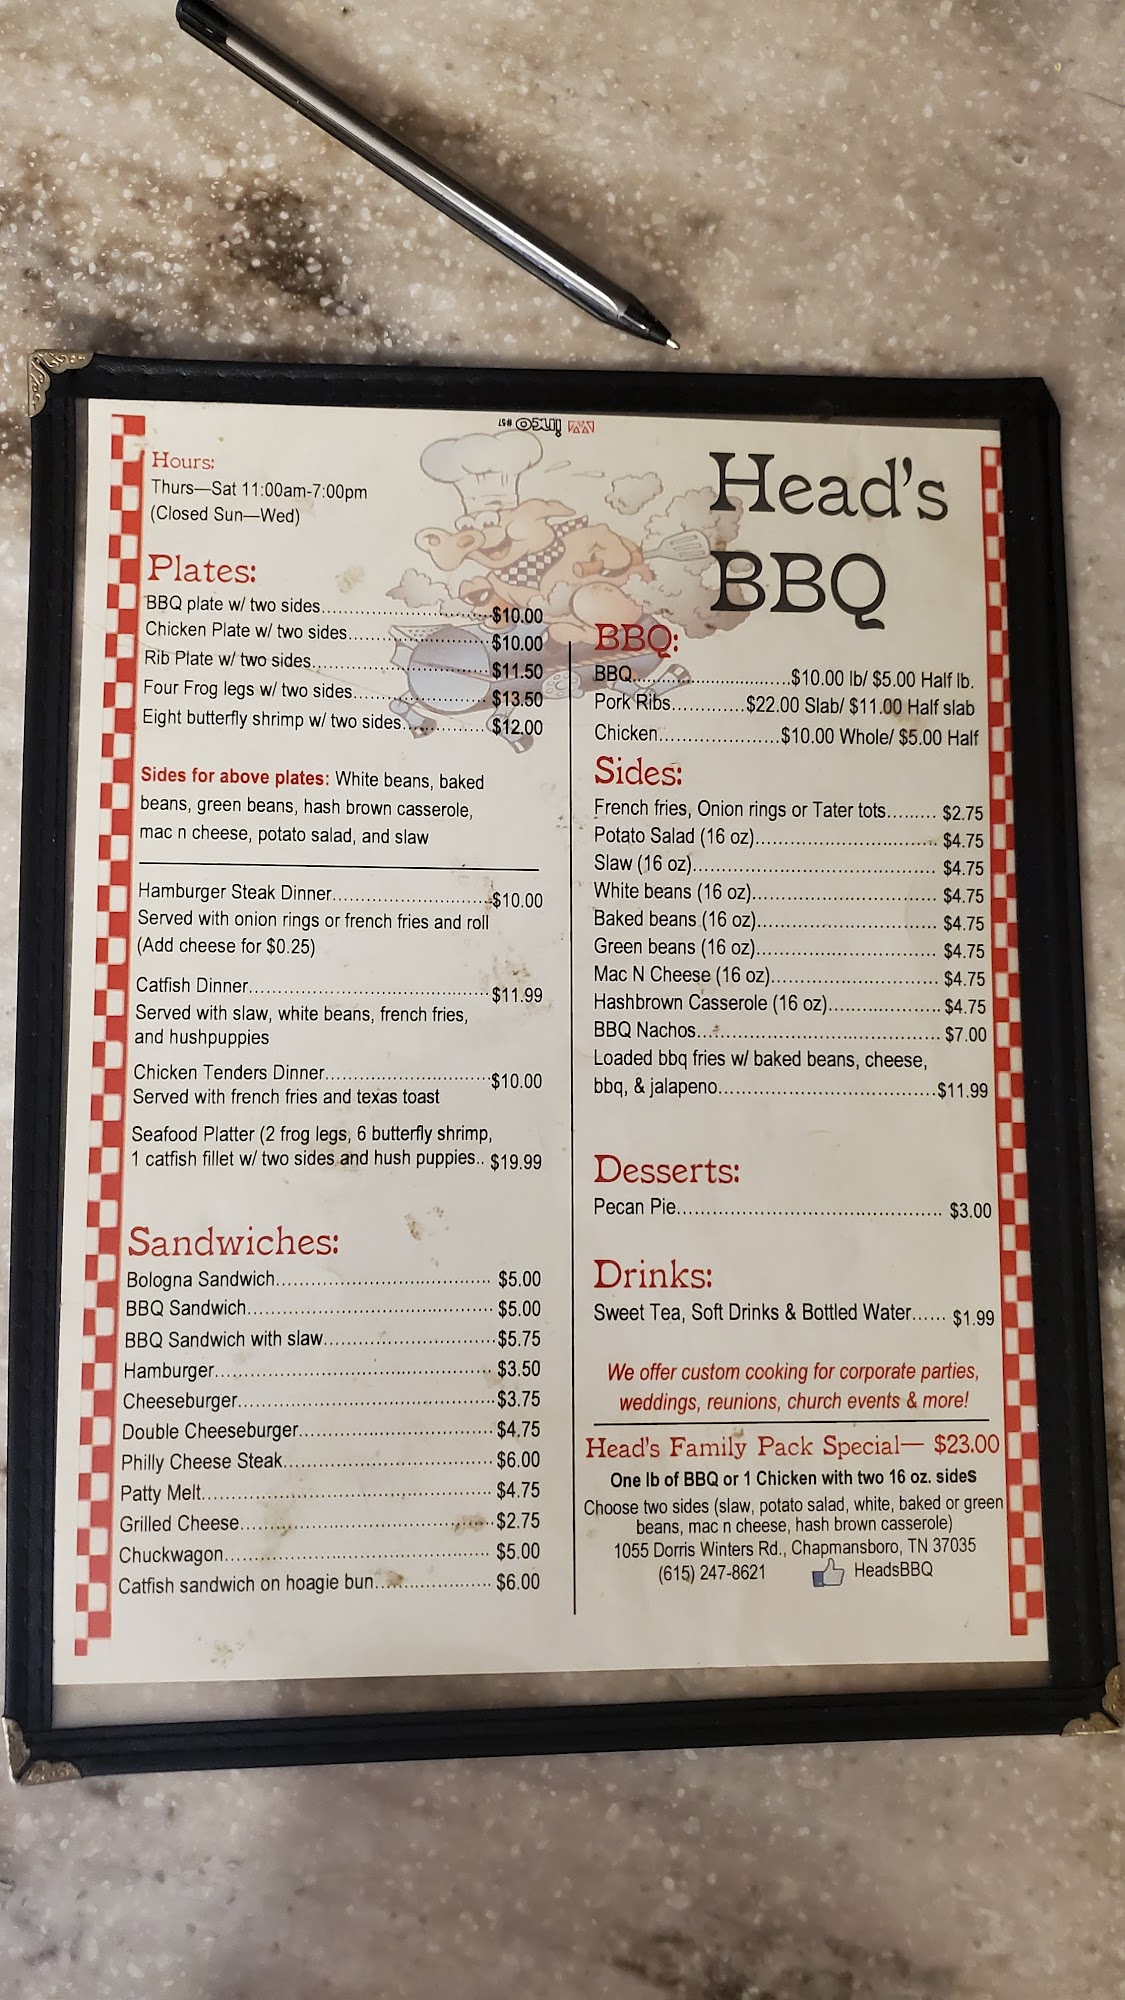 inco #57
Head's
BBQ
Hours:
Thurs—Sat 11:00am-7:00pm
(Closed Sun—Wed)
Plates:
BBQ plate w/ two sides....................................$10.00
Chicken Plate w/ two sides..............................$10.00
Rib Plate w/ two sides......................................$11.50
Four Frog legs w/ two sides.............................$13.50
Eight butterfly shrimp w/ two sides..................$12.00
Sides for above plates: White beans, baked
beans, green beans, hash brown casserole,
mac n cheese, potato salad, and slaw
Hamburger Steak Dinner.................................$10.00
Served with onion rings or french fries and roll
(Add cheese for $0.25)
Catfish Dinner..................................................$11.99
Served with slaw, white beans, french fries,
and hushpuppies
Chicken Tenders Dinner..................................$10.00
Served with french fries and texas toast
Seafood Platter (2 frog legs, 6 butterfly shrimp,
1 catfish fillet w/ two sides and hush puppies.. $19.99
Sandwiches:
Bologna Sandwich........................................... $5.00
BBQ Sandwich................................................. $5.00
BBQ Sandwich with slaw...................................$5.75
Hamburger........................................................ $3.50
Cheeseburger....................................................$3.75
Double Cheeseburger........................................$4.75
Philly Cheese Steak.......................................... $6.00
Patty Melt.......................................................... $4.75
Grilled Cheese...................................................$2.75
Chuckwagon..................................................... $5.00
Catfish sandwich on hoagie bun....................... $6.00
BBQ:
BBQ.................................$10.00 lb/ $5.00 Half lb.
Pork Ribs.............$22.00 Slab/ $11.00 Half slab
Chicken........................$10.00 Whole/ $5.00 Half
Sides:
French fries, Onion rings or Tater tots......... $2.75
Potato Salad (16 oz).................................... $4.75
Slaw (16 oz)................................................. $4.75
White beans (16 oz)..................................... $4.75
Baked beans (16 oz).................................... $4.75
Green beans (16 oz).................................... $4.75
Mac N Cheese (16 oz)................................. $4.75
Hashbrown Casserole (16 oz)...................... $4.75
BBQ Nachos................................................. $7.00
Loaded bbq fries w/ baked beans, cheese,
bbq, & jalapeno............................................$11.99
Desserts:
Pecan Pie..................................................... $3.00
Drinks:
Sweet Tea, Soft Drinks & Bottled Water...... $1.99
We offer custom cooking for corporate parties,
weddings, reunions, church events & more!
Head's Family Pack Special— $23.00
One lb of BBQ or 1 Chicken with two 16 oz. sides
Choose two sides (slaw, potato salad, white, baked or green
beans, mac n cheese, hash brown casserole)
1055 Dorris Winters Rd., Chapmansboro, TN 37035
(615) 247-8621 HeadsBBQ